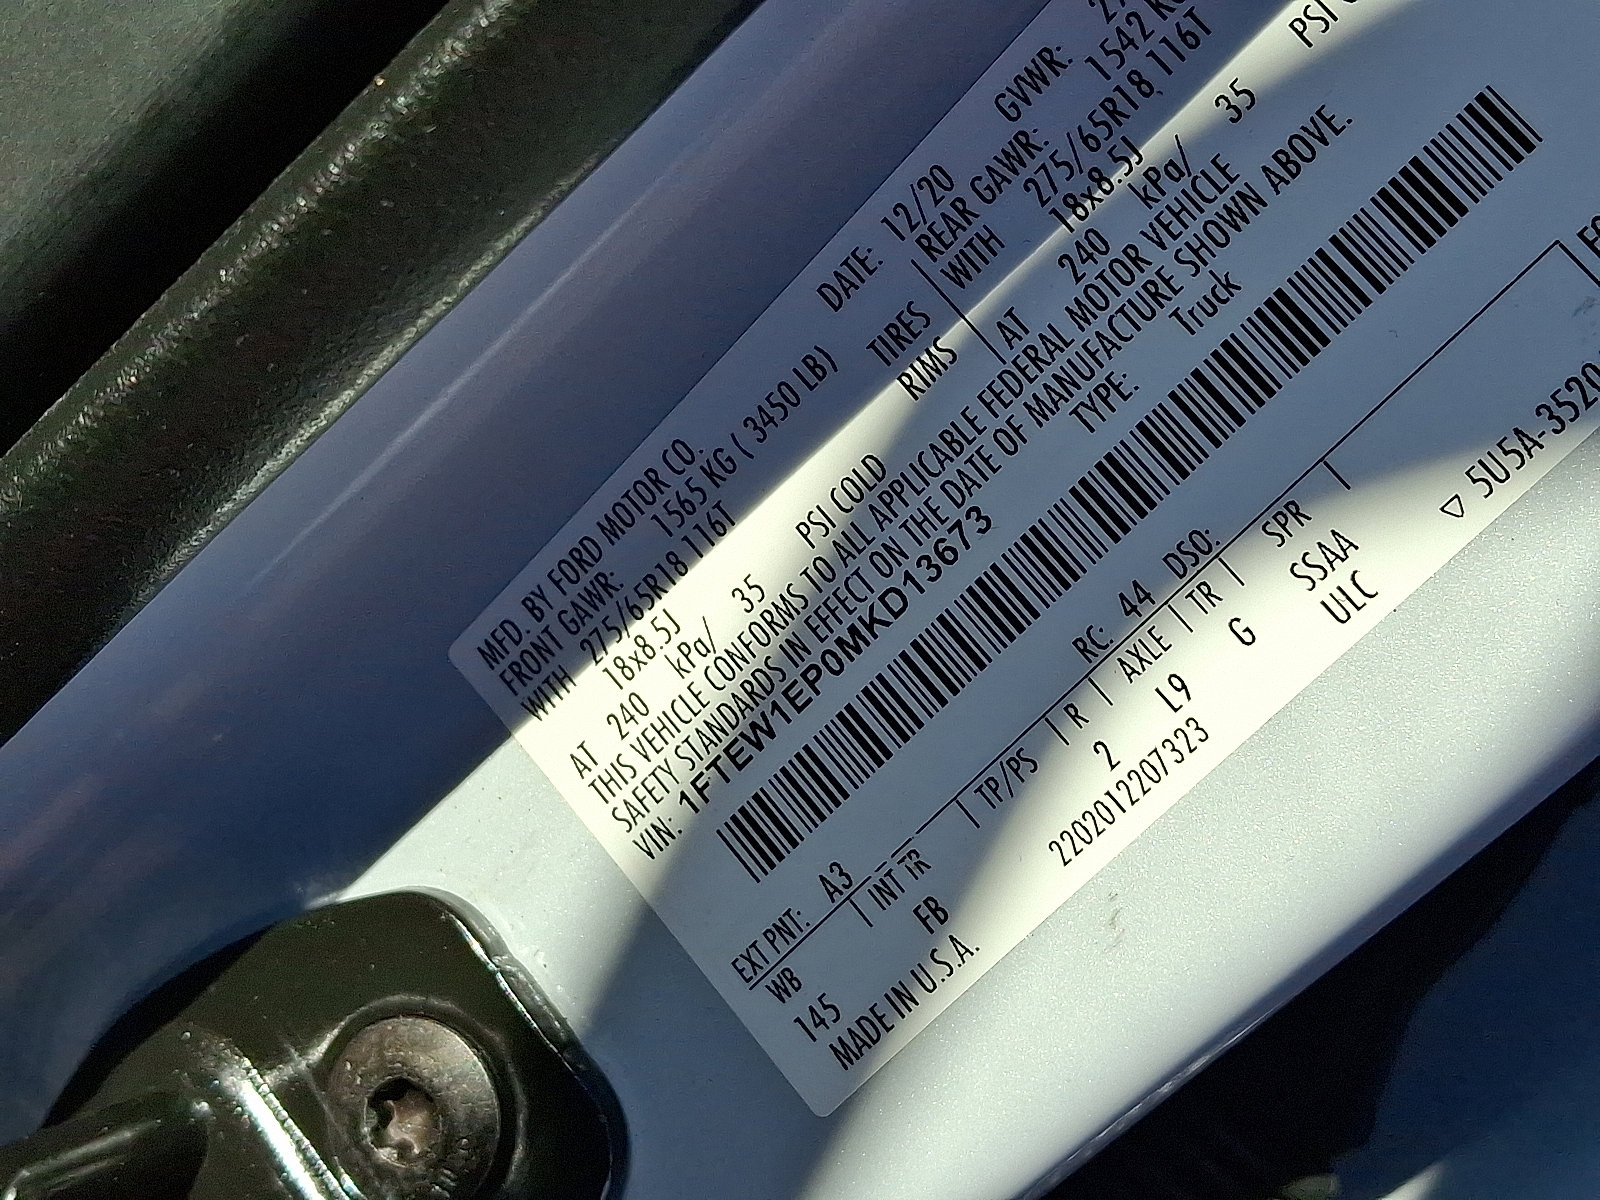 MFD. BY FORD MOTOR CO.
DATE: 12/20 GVWR:
FRONT GAWR: 1565 KG ( 3450 LB) REAR GAWR: 1542 KG
WITH 275/65R18 116T TIRES WITH 275/65R18 116T
18x8.5J RIMS 18x8.5J
AT 240 kPa/ 35 PSI COLD AT 240 kPa/ 35 PSI
THIS VEHICLE CONFORMS TO ALL APPLICABLE FEDERAL MOTOR VEHICLE
SAFETY STANDARDS IN EFFECT ON THE DATE OF MANUFACTURE SHOWN ABOVE.
VIN: 1FTEW1EP0MKD13673 TYPE: Truck
EXT PNT: A3 RC: 44 DSO:
WB INT TR TP/PS R AXLE TR SPR
145 FB 2 L9 G SSAA
MADE IN U.S.A. 2202012207323 ULC
5U5A-3520